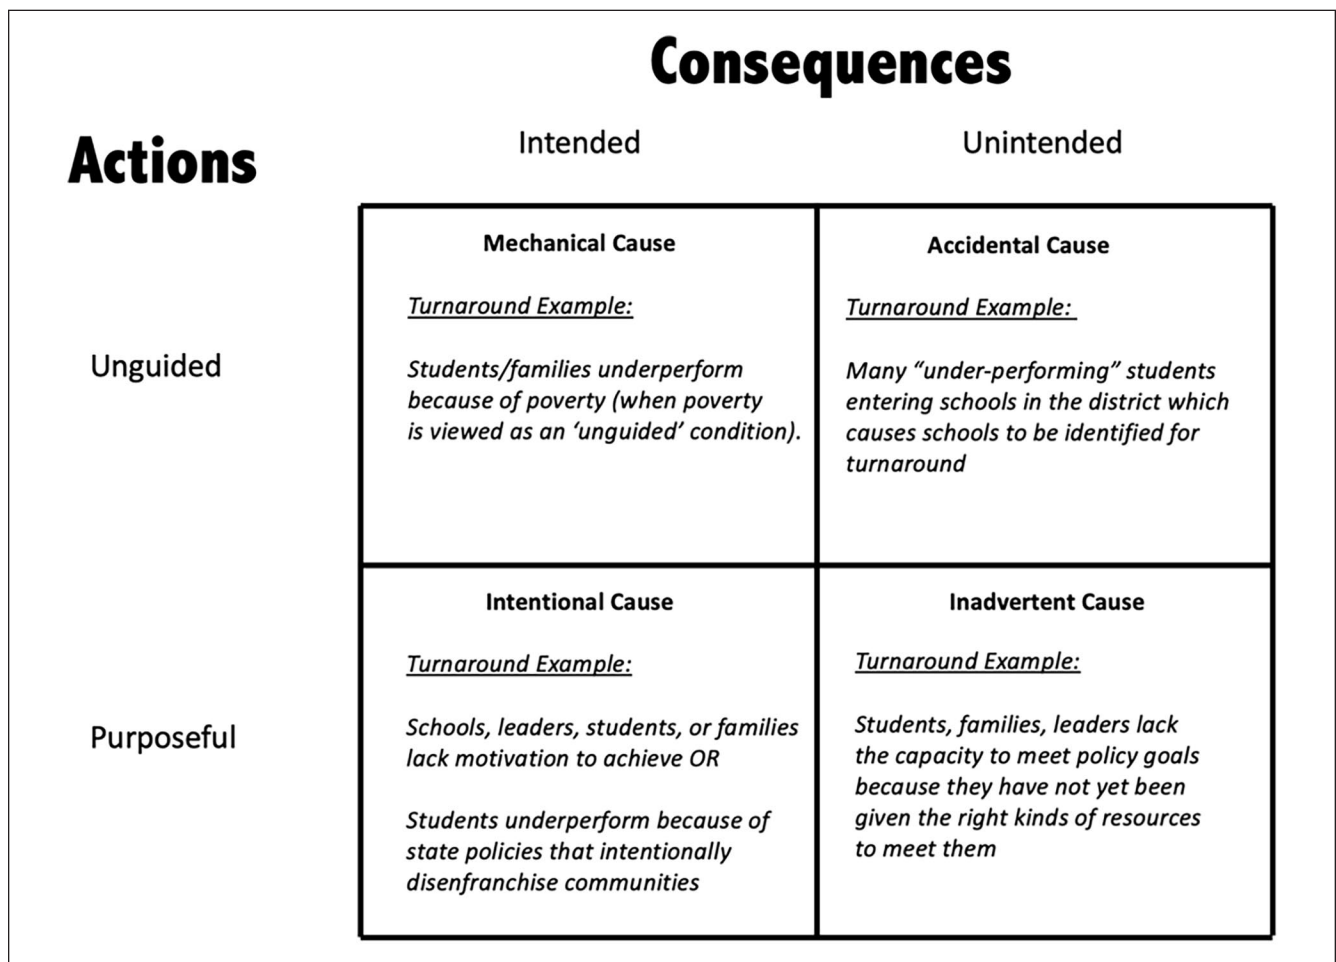 Consequences
Actions
Intended
Unintended
Unguided
Mechanical Cause
Turnaround Example:
Students/families underperform
because of poverty (when poverty
is viewed as an ‘unguided’ condition).
Accidental Cause
Turnaround Example:
Many “under-performing” students
entering schools in the district which
causes schools to be identified for
turnaround
Purposeful
Intentional Cause
Turnaround Example:
Schools, leaders, students, or families
lack motivation to achieve OR
Students underperform because of
state policies that intentionally
disenfranchise communities
Inadvertent Cause
Turnaround Example:
Students, families, leaders lack
the capacity to meet policy goals
because they have not yet been
given the right kinds of resources
to meet them